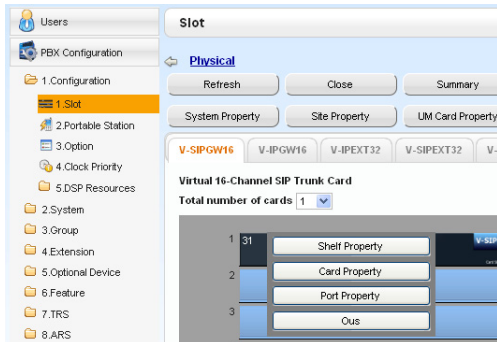 Users
PBX Configuration
1.Configuration
1.Slot
2.Portable Station
3.Option
4.Clock Priority
5.DSP Resources
2.System
3.Group
4.Extension
5.Optional Device
6.Feature
7.TRS
8.ARS
Slot
Physical
Refresh Close Summary
System Property Site Property UM Card Property
V-SIPGW16 V-IPGW16 V-IPEXT32 V-SIPEXT32 V-
Virtual 16-Channel SIP Trunk Card
Total number of cards 1
1 31 V-SIP
Shelf Property
Card Property
2
Port Property
3
Ous